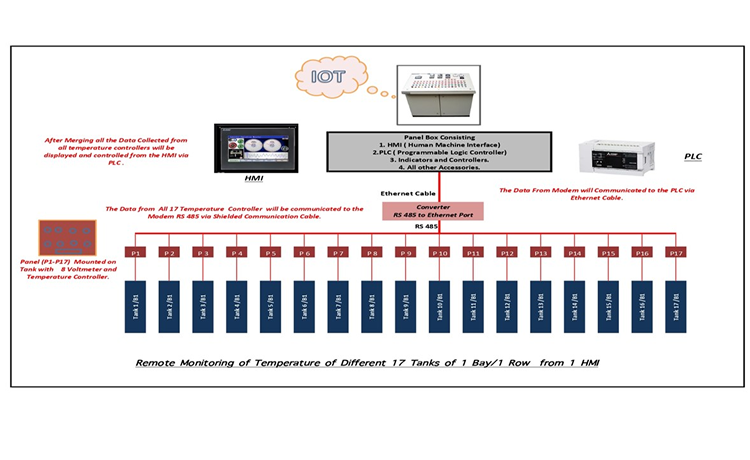 IOT
Panel Box Consisting
1. HMI ( Human Machine Interface)
2.PLC ( Programmable Logic Controller)
3. Indicators and Controllers.
4. All other Accessories.
After Merging all the Data Collected from
all temperature controllers will be
displayed and controlled from the HMI via
PLC .
HMI
PLC
Ethernet Cable
The Data From Modem will Communicated to the PLC via
Ethernet Cable.
The Data from All 17 Temperature Controller will be communicated to the
Modem RS 485 via Shielded Communication Cable.
Converter
RS 485 to Ethernet Port
RS 485
P1 P 2 P 3 P 4 P 5 P 6 P 7 P 8 P 9 P 10 P 11 P12 P13 P14 P15 P16 P17
Panel (P1-P17) Mounted on
Tank with 8 Voltmeter and
Temperature Controller.
Tank 1 /B1
Tank 2 /B1
Tank 3 /B1
Tank 4 /B1
Tank 5 /B1
Tank 6 /B1
Tank 7 /B1
Tank 8 /B1
Tank 9 /B1
Tank 10 /B1
Tank 11 /B1
Tank 12 /B1
Tank 13 /B1
Tank 14 /B1
Tank 15 /B1
Tank 16 /B1
Tank 17 /B1
Remote Monitoring of Temperature of Different 17 Tanks of 1 Bay/1 Row from 1 HMI